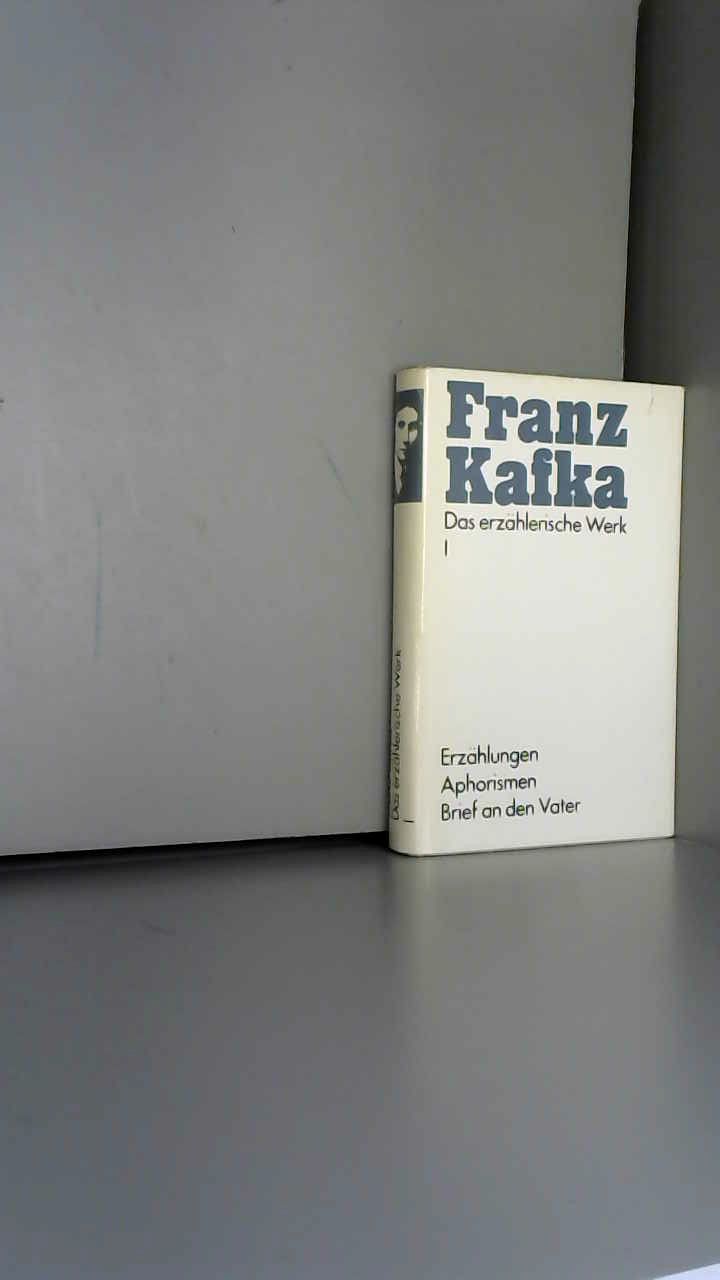 Franz
Kafka
Das erzählerische Werk
I
Erzählungen
Aphorismen
Brief an den Vater
Das erzählerische Werk
I